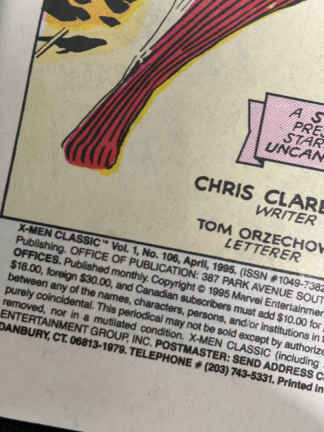 A S
PRE
STAR
UNCAN
CHRIS CLARE
WRITER
TOM ORZECHOW
LETTERER
X-MEN CLASSIC™ Vol. 1, No. 106, April, 1995. (ISSN #1049-7382
Publishing. OFFICE OF PUBLICATION: 387 PARK AVENUE SOUT
OFFICES. Published monthly. Copyright © 1995 Marvel Entertainmen
$18.00, foreign $30.00, and Canadian subscribers must add $10.00 for
between any of the names, characters, persons, and/or institutions in t
purely coincidental. This periodical may not be sold except by authorize
removed, nor in a mutilated condition. X-MEN CLASSIC (including
ENTERTAINMENT GROUP, INC. POSTMASTER: SEND ADDRESS C
DANBURY, CT. 06813-1979. TELEPHONE # (203) 743-5331. Printed in